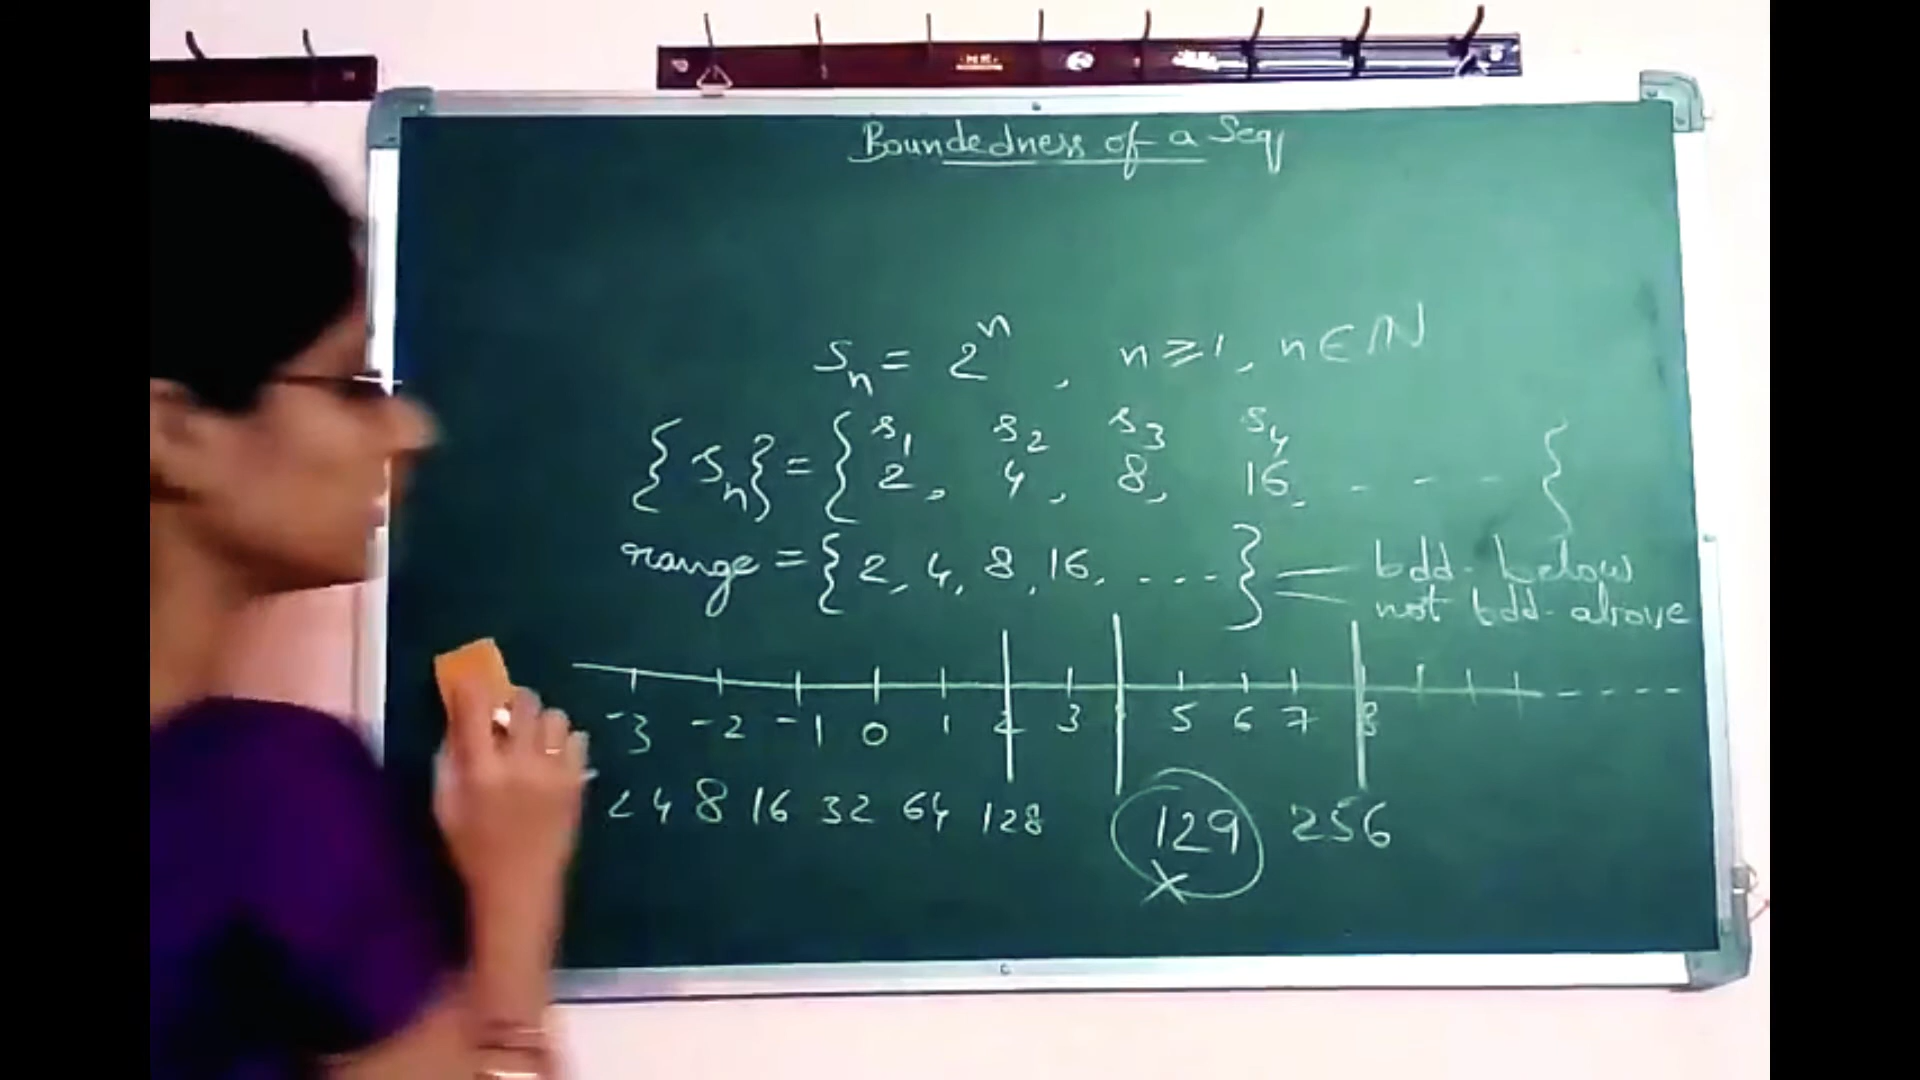 Boundedness of a Seq
Sn = 2^n , n ≥ 1, n ∈ ℕ
s1 s2 s3 s4
{Sn} = { 2, 4, 8, 16, - - - }
range = {2, 4, 8, 16, ---} bdd. below
not bdd. above
-3 -2 -1 0 1 2 3 5 6 7 8
2 4 8 16 32 64 128 129 256
×